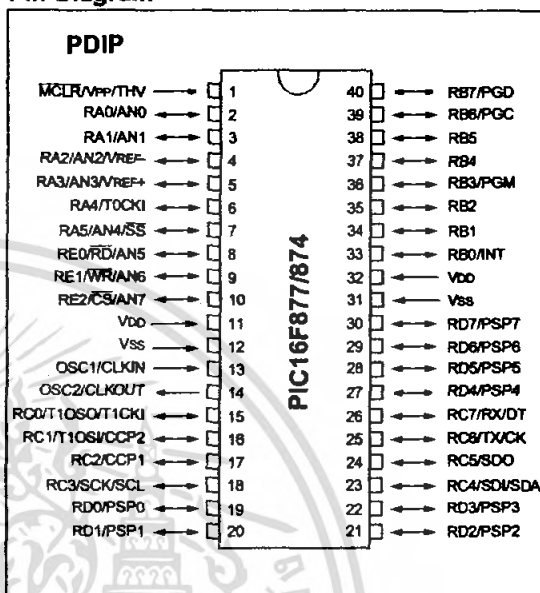 PDIP
MCLR/VPP/THV 1
RA0/AN0 2
RA1/AN1 3
RA2/AN2/VREF- 4
RA3/AN3/VREF+ 5
RA4/T0CKI 6
RA5/AN4/SS 7
RE0/RD/AN5 8
RE1/WR/AN6 9
RE2/CS/AN7 10
VDD 11
VSS 12
OSC1/CLKIN 13
OSC2/CLKOUT 14
RC0/T1OSO/T1CKI 15
RC1/T1OSI/CCP2 16
RC2/CCP1 17
RC3/SCK/SCL 18
RD0/PSP0 19
RD1/PSP1 20
PIC16F877/874
40 RB7/PGD
39 RB6/PGC
38 RB5
37 RB4
36 RB3/PGM
35 RB2
34 RB1
33 RB0/INT
32 VDD
31 VSS
30 RD7/PSP7
29 RD6/PSP6
28 RD5/PSP5
27 RD4/PSP4
26 RC7/RX/DT
25 RC6/TX/CK
24 RC5/SDO
23 RC4/SDI/SDA
22 RD3/PSP3
21 RD2/PSP2